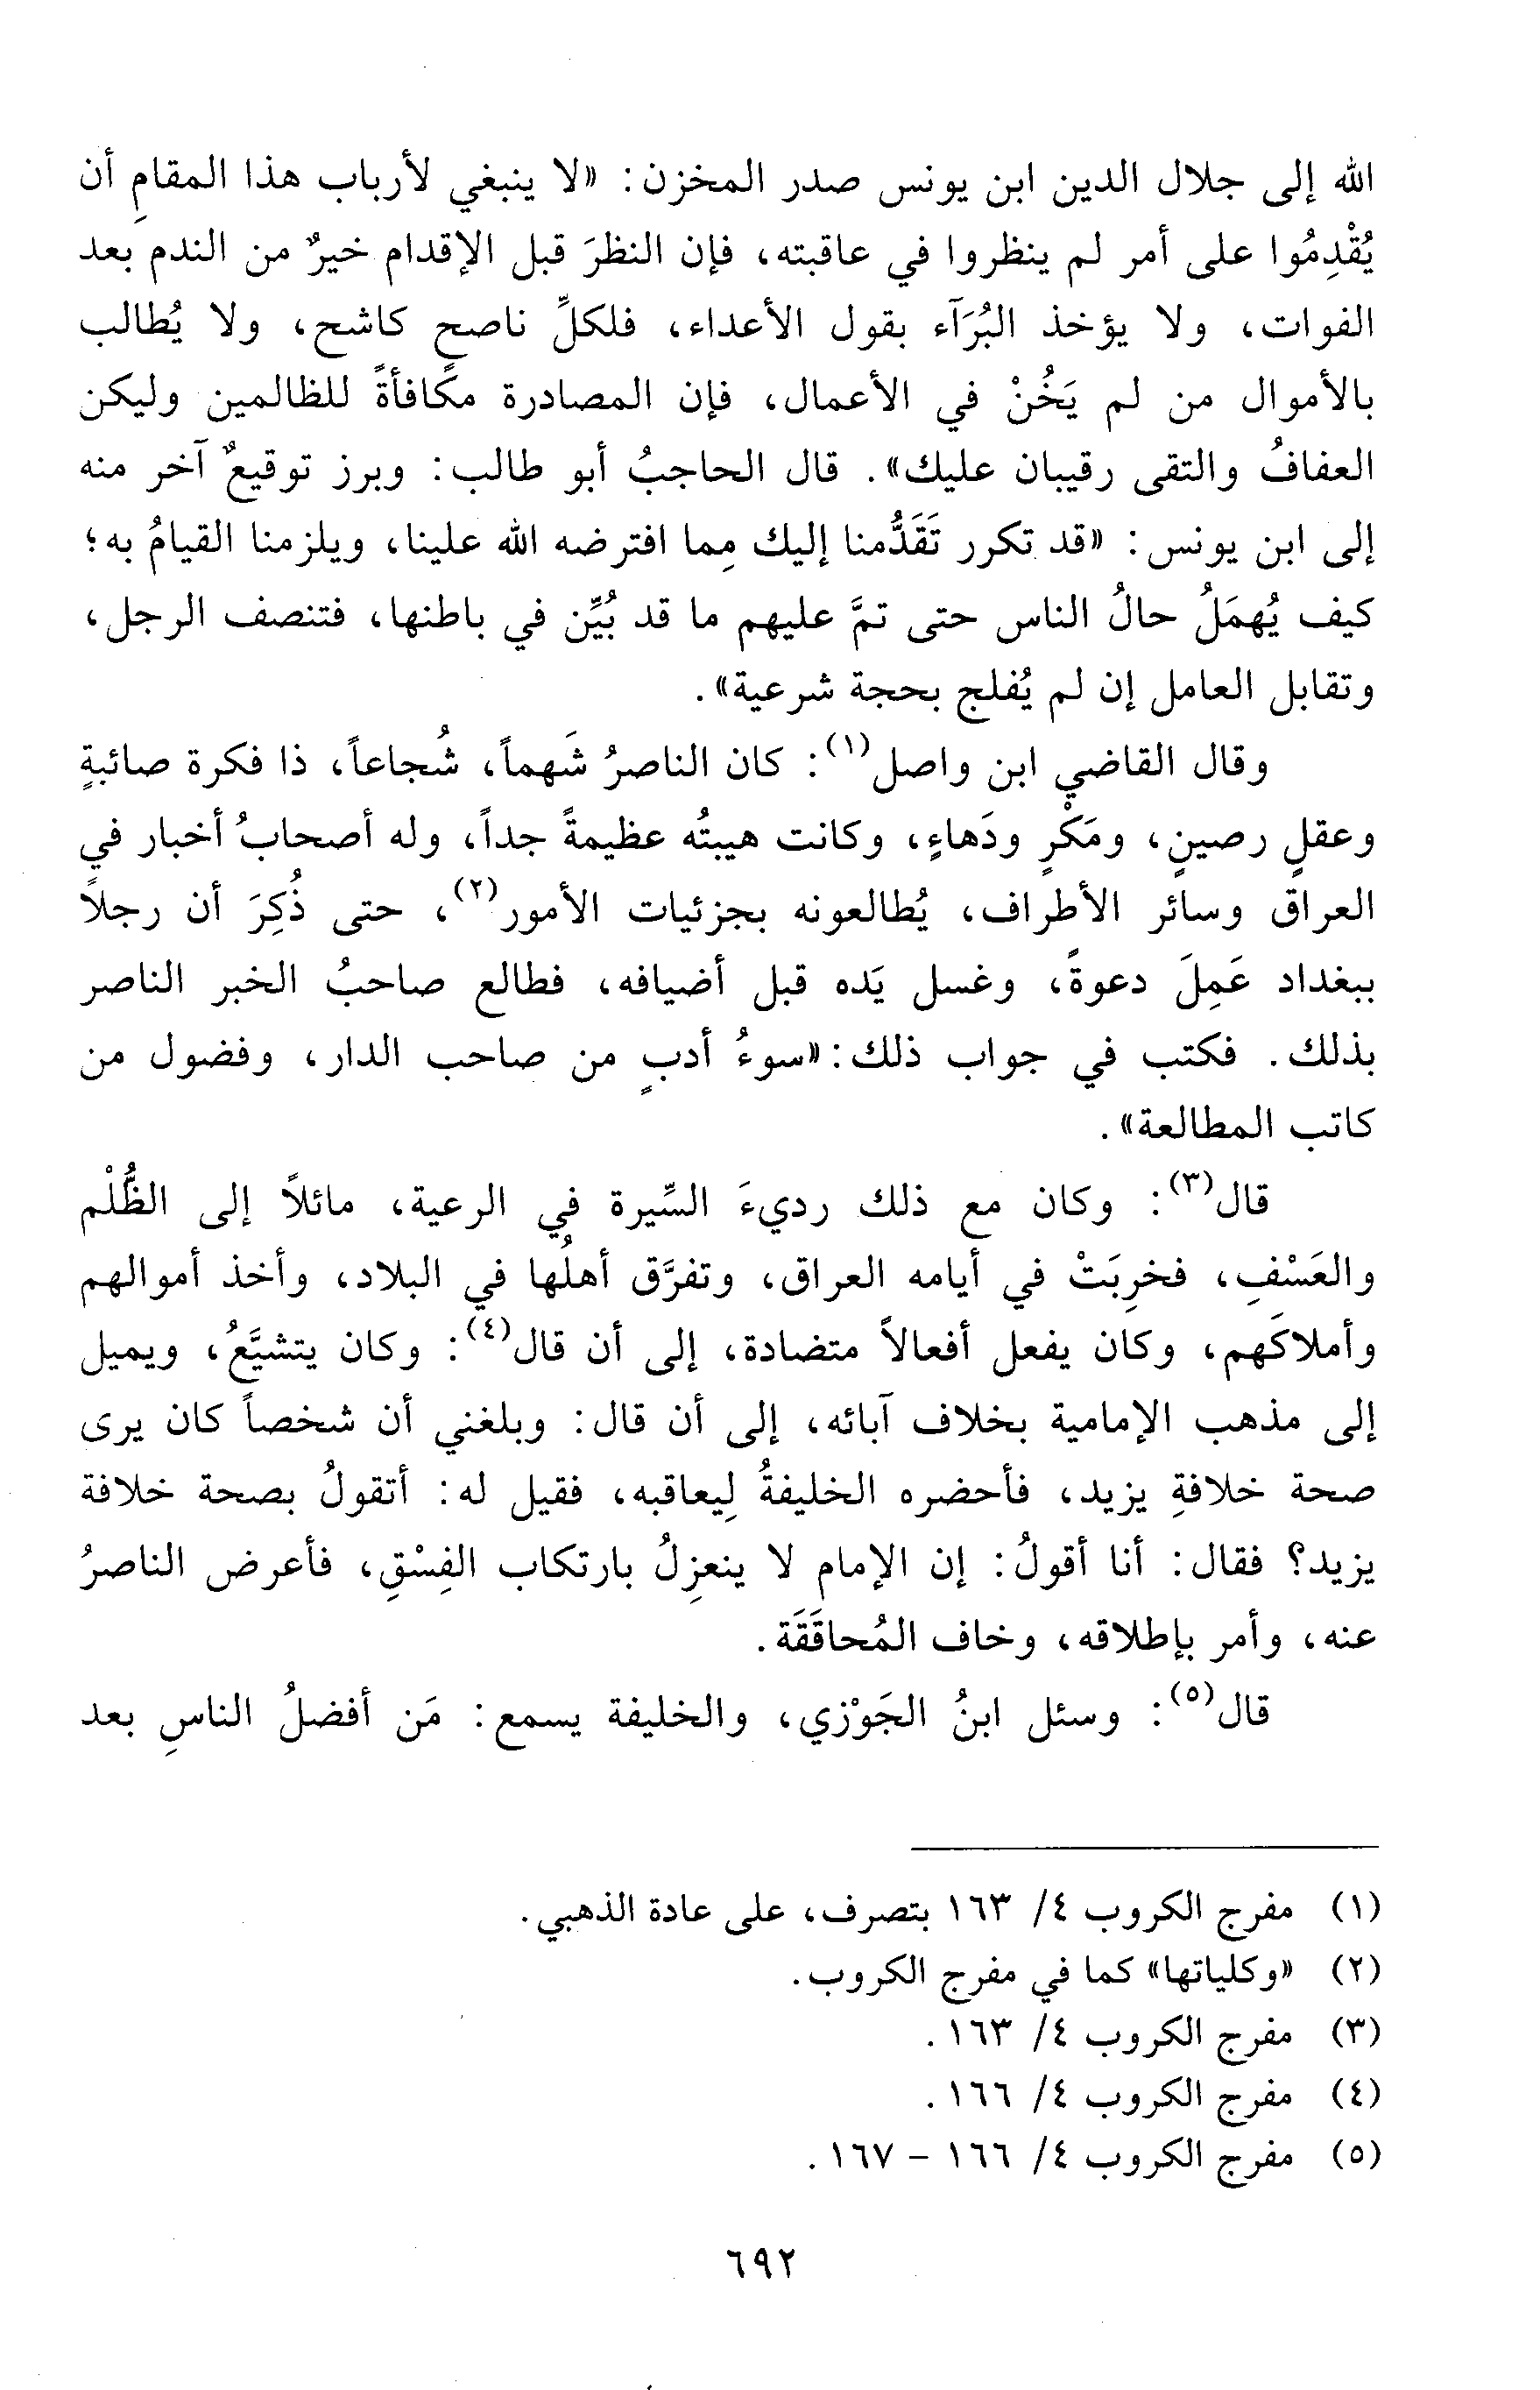 الله إلى جلال الدين ابن يونس صدر المخزن: «لا ينبغي لأرباب هذا المقامِ أن
يُقْدِمُوا على أمر لم ينظروا في عاقبته، فإن النظرَ قبل الإقدام خيرٌ من الندم بعد
الفوات، ولا يؤخذ البُرَآء بقول الأعداء، فلكلِّ ناصحٍ كاشح، ولا يُطالب
بالأموال من لم يَخُنْ في الأعمال، فإن المصادرة مكافأةً للظالمين وليكن
العفافُ والتقى رقيبان عليك». قال الحاجبُ أبو طالب: وبرز توقيعٌ آخر منه
إلى ابن يونس: «قد تكرر تَقَدُّمنا إليك مِما افترضه الله علينا، ويلزمنا القيامُ به؛
كيف يُهمَلُ حالُ الناس حتى تمَّ عليهم ما قد بُيِّن في باطنها، فتنصف الرجل،
وتقابل العامل إن لم يُفلج بحجة شرعية».
وقال القاضي ابن واصل(١): كان الناصرُ شَهماً، شُجاعاً، ذا فكرة صائبةٍ
وعقلٍ رصينٍ، ومَكْرٍ ودَهاءٍ، وكانت هيبتُه عظيمةً جداً، وله أصحابُ أخبار في
العراق وسائر الأطراف، يُطالعونه بجزئيات الأمور(٢)، حتى ذُكِرَ أن رجلاً
ببغداد عَمِلَ دعوةً، وغسل يَده قبل أضيافه، فطالع صاحبُ الخبر الناصر
بذلك. فكتب في جواب ذلك: «سوءُ أدبٍ من صاحب الدار، وفضول من
كاتب المطالعة».
قال(٣): وكان مع ذلك رديءَ السِّيرة في الرعية، مائلاً إلى الظُّلْم
والعَسْفِ، فخرِبَتْ في أيامه العراق، وتفرَّق أهلُها في البلاد، وأخذ أموالهم
وأملاكَهم، وكان يفعل أفعالاً متضادة، إلى أن قال(٤): وكان يتشيَّعُ، ويميل
إلى مذهب الإمامية بخلاف آبائه، إلى أن قال: وبلغني أن شخصاً كان يرى
صحة خلافةِ يزيد، فأحضره الخليفةُ لِيعاقبه، فقيل له: أتقولُ بصحة خلافة
يزيد؟ فقال: أنا أقولُ: إن الإمام لا ينعزِلُ بارتكاب الفِسْقِ، فأعرض الناصرُ
عنه، وأمر بإطلاقه، وخاف المُحاقَقَة.
قال(٥): وسئل ابنُ الجَوْزي، والخليفة يسمع: مَن أفضلُ الناسِ بعد
(١) مفرج الكروب ٤/ ١٦٣ بتصرف، على عادة الذهبي.
(٢) «وكلياتها» كما في مفرج الكروب.
(٣) مفرج الكروب ٤/ ١٦٣.
(٤) مفرج الكروب ٤/ ١٦٦.
(٥) مفرج الكروب ٤/ ١٦٦ - ١٦٧.
٦٩٢